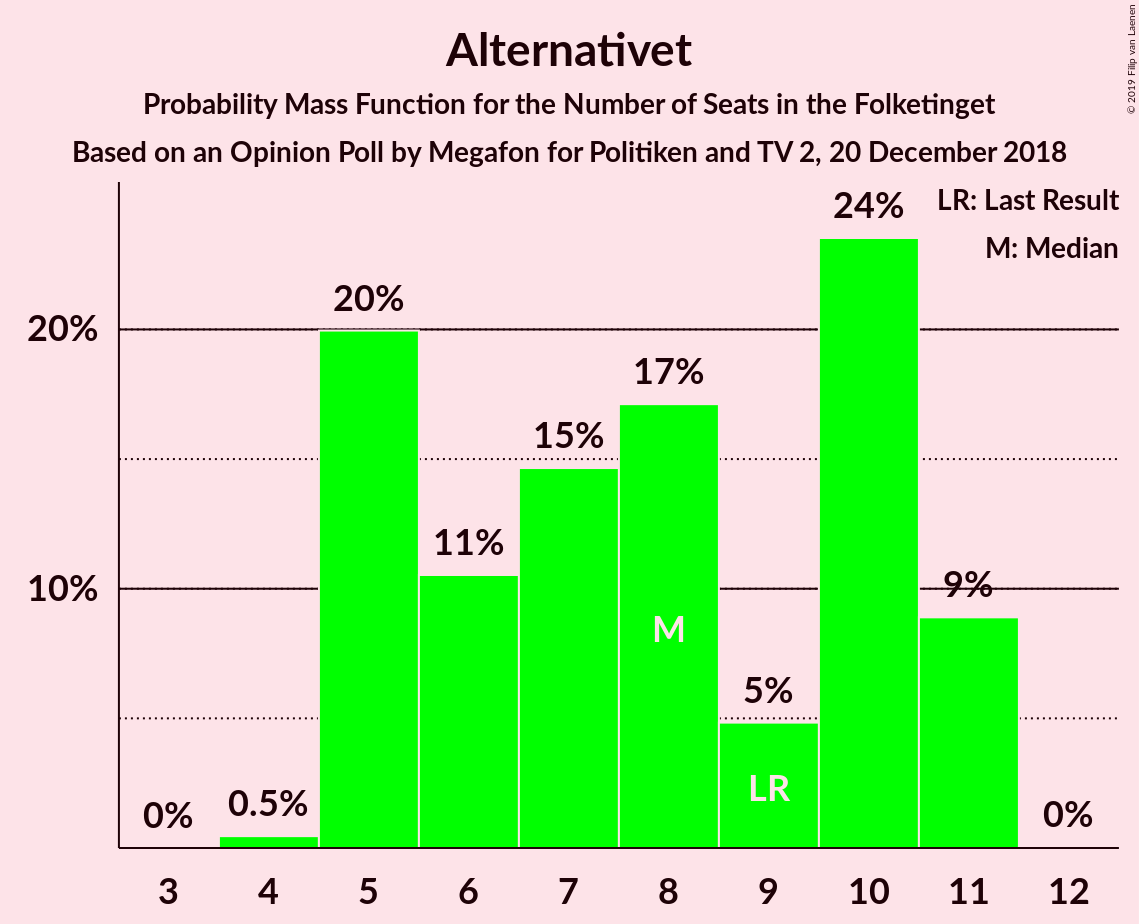 Alternativet
Probability Mass Function for the Number of Seats in the Folketinget
Based on an Opinion Poll by Megafon for Politiken and TV 2, 20 December 2018
© 2019 Filip van Laenen
LR: Last Result
M: Median
20%
10%
0%
0.5%
20%
11%
15%
17%
5%
24%
9%
0%
M
LR
3 4 5 6 7 8 9 10 11 12